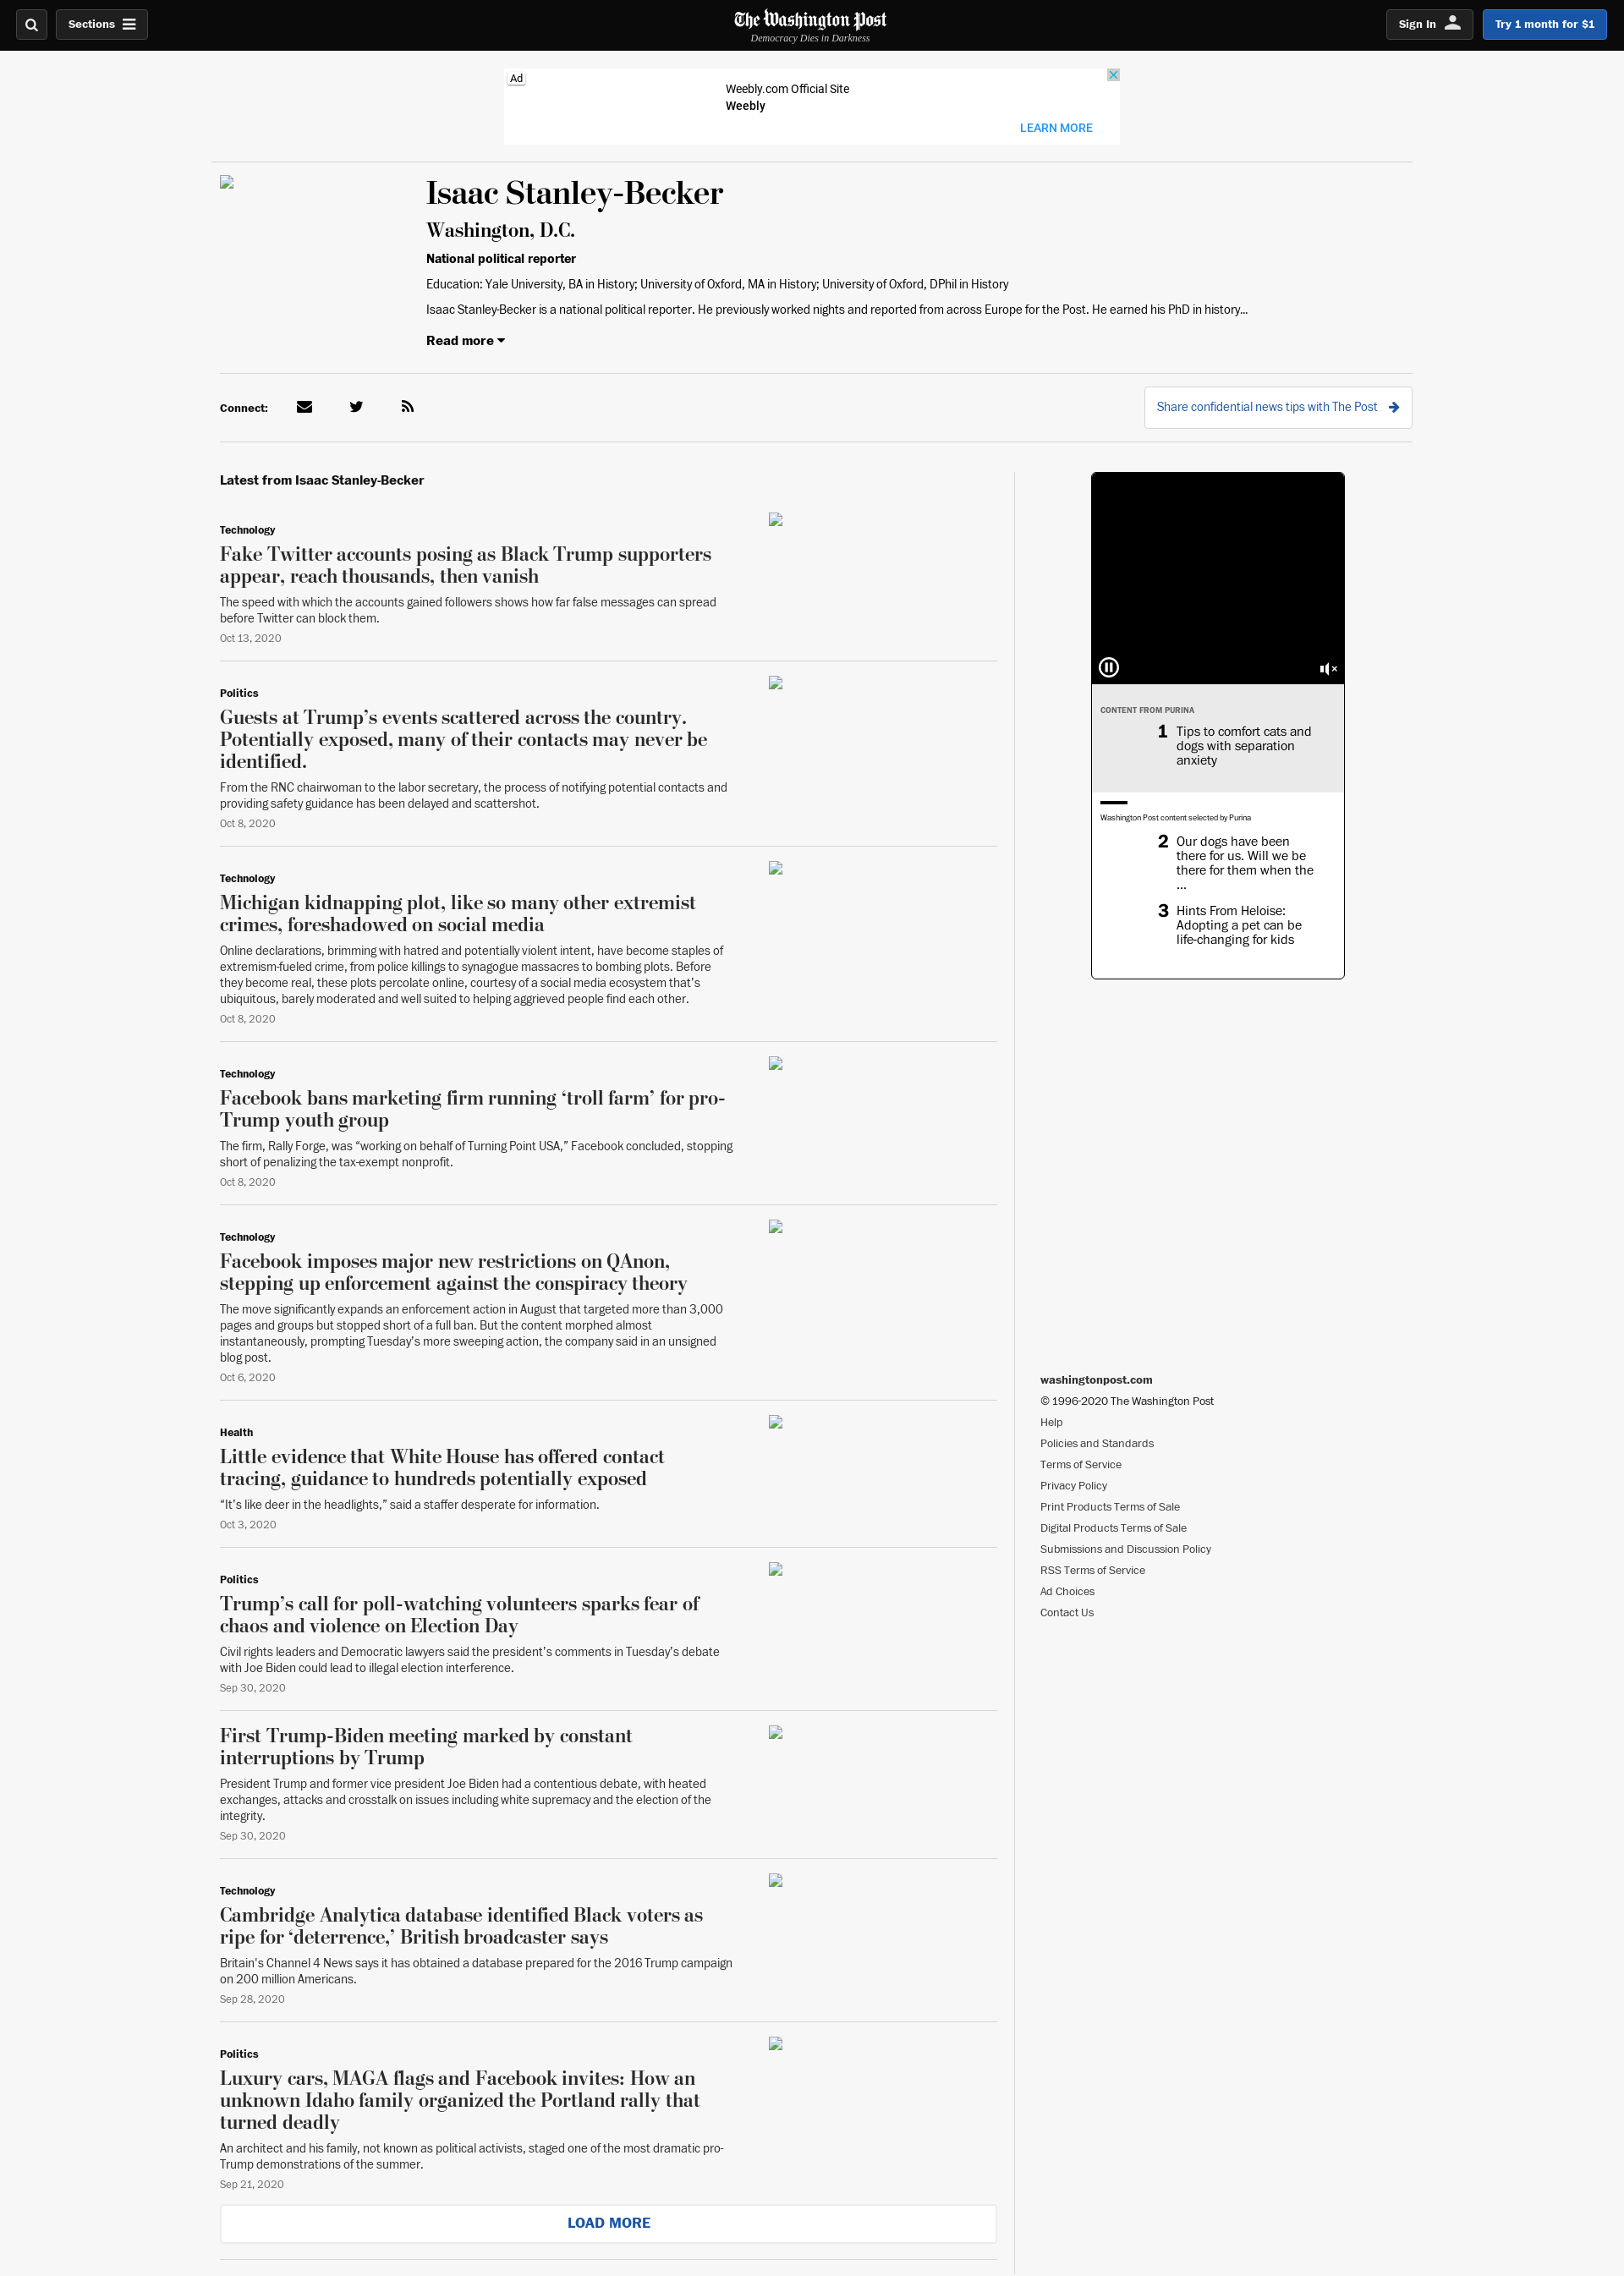 Sections
The Washington Post
Democracy Dies in Darkness
Sign In
Try 1 month for $1
Ad
Weebly.com Official Site
Weebly
LEARN MORE
Isaac Stanley-Becker
Washington, D.C.
National political reporter
Education: Yale University, BA in History; University of Oxford, MA in History; University of Oxford, DPhil in History
Isaac Stanley-Becker is a national political reporter. He previously worked nights and reported from across Europe for the Post. He earned his PhD in history...
Read more
Connect:
Share confidential news tips with The Post
Latest from Isaac Stanley-Becker
Technology
Fake Twitter accounts posing as Black Trump supporters
appear, reach thousands, then vanish
The speed with which the accounts gained followers shows how far false messages can spread
before Twitter can block them.
Oct 13, 2020
Politics
Guests at Trump’s events scattered across the country.
Potentially exposed, many of their contacts may never be
identified.
From the RNC chairwoman to the labor secretary, the process of notifying potential contacts and
providing safety guidance has been delayed and scattershot.
Oct 8, 2020
Technology
Michigan kidnapping plot, like so many other extremist
crimes, foreshadowed on social media
Online declarations, brimming with hatred and potentially violent intent, have become staples of
extremism-fueled crime, from police killings to synagogue massacres to bombing plots. Before
they become real, these plots percolate online, courtesy of a social media ecosystem that’s
ubiquitous, barely moderated and well suited to helping aggrieved people find each other.
Oct 8, 2020
Technology
Facebook bans marketing firm running ‘troll farm’ for pro-
Trump youth group
The firm, Rally Forge, was “working on behalf of Turning Point USA,” Facebook concluded, stopping
short of penalizing the tax-exempt nonprofit.
Oct 8, 2020
Technology
Facebook imposes major new restrictions on QAnon,
stepping up enforcement against the conspiracy theory
The move significantly expands an enforcement action in August that targeted more than 3,000
pages and groups but stopped short of a full ban. But the content morphed almost
instantaneously, prompting Tuesday’s more sweeping action, the company said in an unsigned
blog post.
Oct 6, 2020
Health
Little evidence that White House has offered contact
tracing, guidance to hundreds potentially exposed
“It’s like deer in the headlights,” said a staffer desperate for information.
Oct 3, 2020
Politics
Trump’s call for poll-watching volunteers sparks fear of
chaos and violence on Election Day
Civil rights leaders and Democratic lawyers said the president’s comments in Tuesday’s debate
with Joe Biden could lead to illegal election interference.
Sep 30, 2020
First Trump-Biden meeting marked by constant
interruptions by Trump
President Trump and former vice president Joe Biden had a contentious debate, with heated
exchanges, attacks and crosstalk on issues including white supremacy and the election of the
integrity.
Sep 30, 2020
Technology
Cambridge Analytica database identified Black voters as
ripe for ‘deterrence,’ British broadcaster says
Britain's Channel 4 News says it has obtained a database prepared for the 2016 Trump campaign
on 200 million Americans.
Sep 28, 2020
Politics
Luxury cars, MAGA flags and Facebook invites: How an
unknown Idaho family organized the Portland rally that
turned deadly
An architect and his family, not known as political activists, staged one of the most dramatic pro-
Trump demonstrations of the summer.
Sep 21, 2020
LOAD MORE
CONTENT FROM PURINA
1 Tips to comfort cats and
dogs with separation
anxiety
Washington Post content selected by Purina
2 Our dogs have been
there for us. Will we be
there for them when the
...
3 Hints From Heloise:
Adopting a pet can be
life-changing for kids
washingtonpost.com
© 1996-2020 The Washington Post
Help
Policies and Standards
Terms of Service
Privacy Policy
Print Products Terms of Sale
Digital Products Terms of Sale
Submissions and Discussion Policy
RSS Terms of Service
Ad Choices
Contact Us